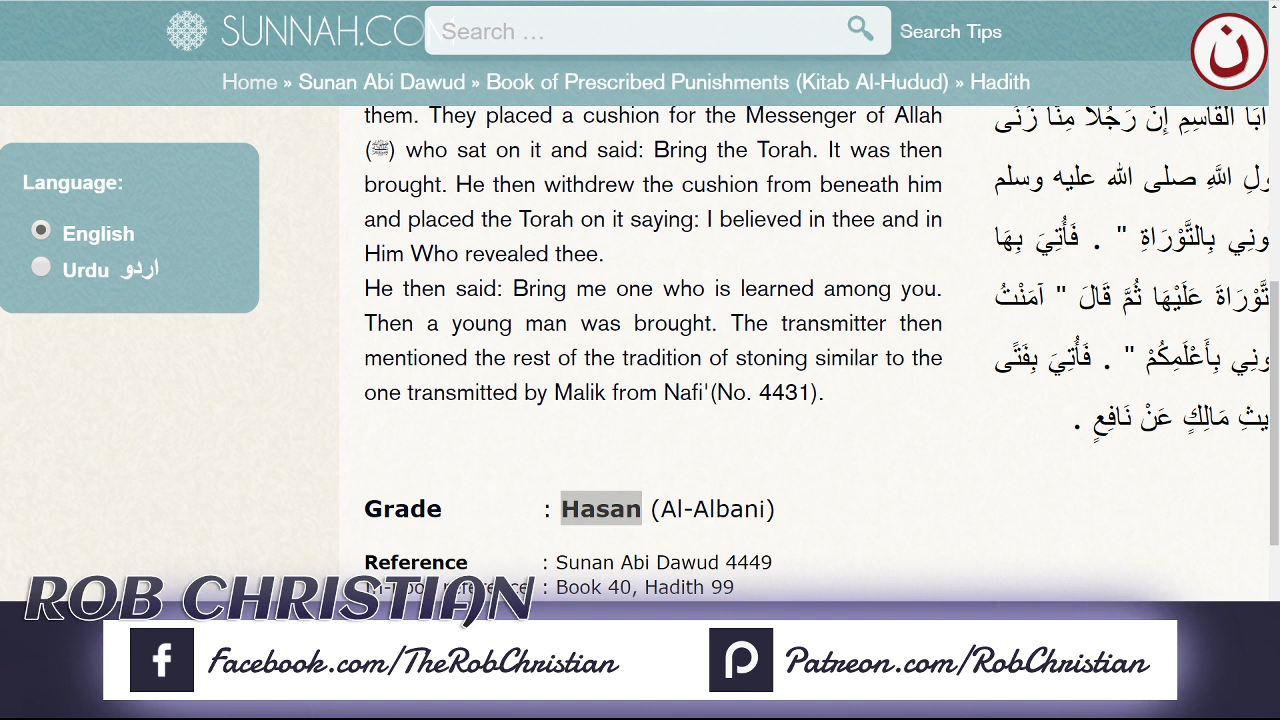 SUNNAH.COM
Search ...
Search Tips
ن
Home » Sunan Abi Dawud » Book of Prescribed Punishments (Kitab Al-Hudud) » Hadith
them. They placed a cushion for the Messenger of Allah
(ﷺ) who sat on it and said: Bring the Torah. It was then
brought. He then withdrew the cushion from beneath him
and placed the Torah on it saying: I believed in thee and in
Him Who revealed thee.
He then said: Bring me one who is learned among you.
Then a young man was brought. The transmitter then
mentioned the rest of the tradition of stoning similar to the
one transmitted by Malik from Nafi'(No. 4431).
أَبَا الْقَاسِمِ إِنَّ رَجُلاً مِنَّا زَنَى
اللَّهِ صلى الله عليه وسلم
بِالتَّوْرَاةِ " . فَأُتِيَ بِهَا
عَلَيْهَا ثُمَّ قَالَ " آمَنْتُ
بِأَعْلَمِكُمْ " . فَأُتِيَ بِفَتًى
مَالِكٍ عَنْ نَافِعٍ .
Language:
English
Urdu اردو
Grade : Hasan (Al-Albani)
Reference : Sunan Abi Dawud 4449
In-book reference : Book 40, Hadith 99
ROB CHRISTIAN
f Facebook.com/TheRobChristian
Patreon.com/RobChristian